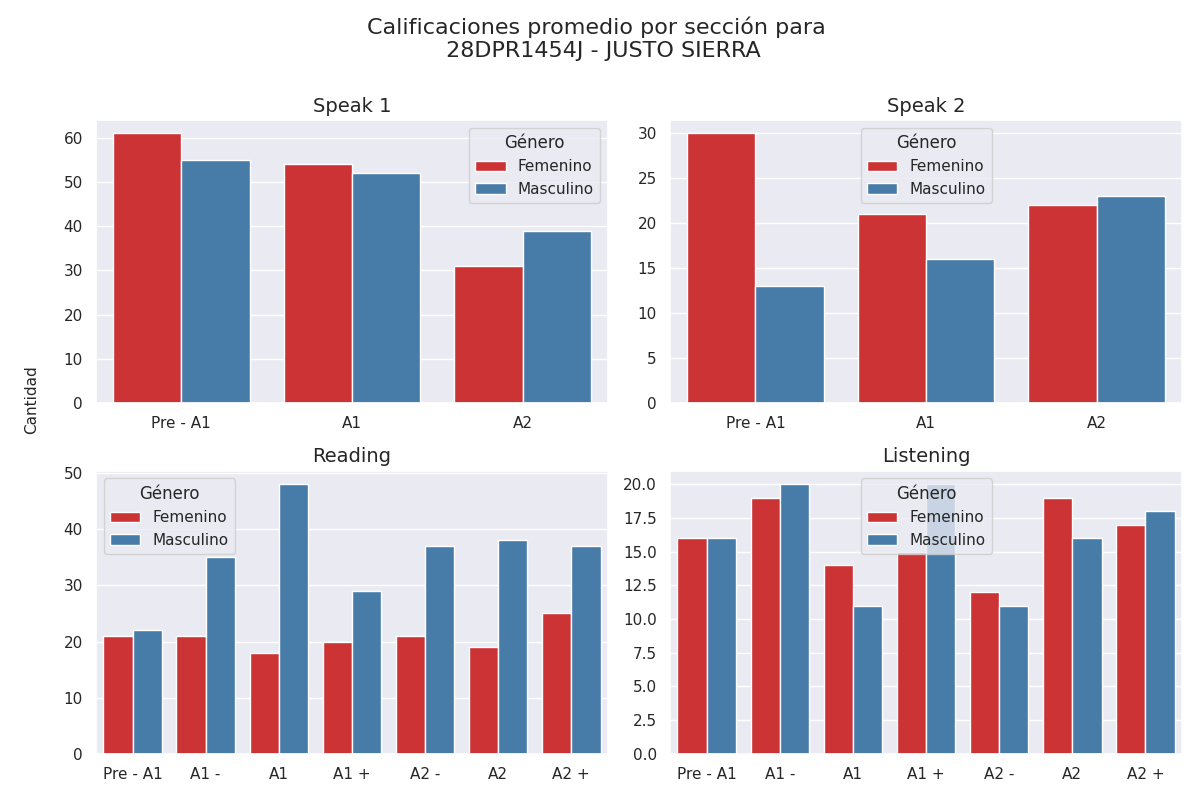 Calificaciones promedio por sección para
28DPR1454J - JUSTO SIERRA
Cantidad
Speak 1
60
50
40
30
20
10
0
Género
Femenino
Masculino
Pre - A1
A1
A2
Speak 2
30
25
20
15
10
5
0
Género
Femenino
Masculino
Pre - A1
A1
A2
Reading
50
40
30
20
10
0
Género
Femenino
Masculino
Pre - A1
A1 -
A1
A1 +
A2 -
A2
A2 +
Listening
20.0
17.5
15.0
12.5
10.0
7.5
5.0
2.5
0.0
Género
Femenino
Masculino
Pre - A1
A1 -
A1
A1 +
A2 -
A2
A2 +